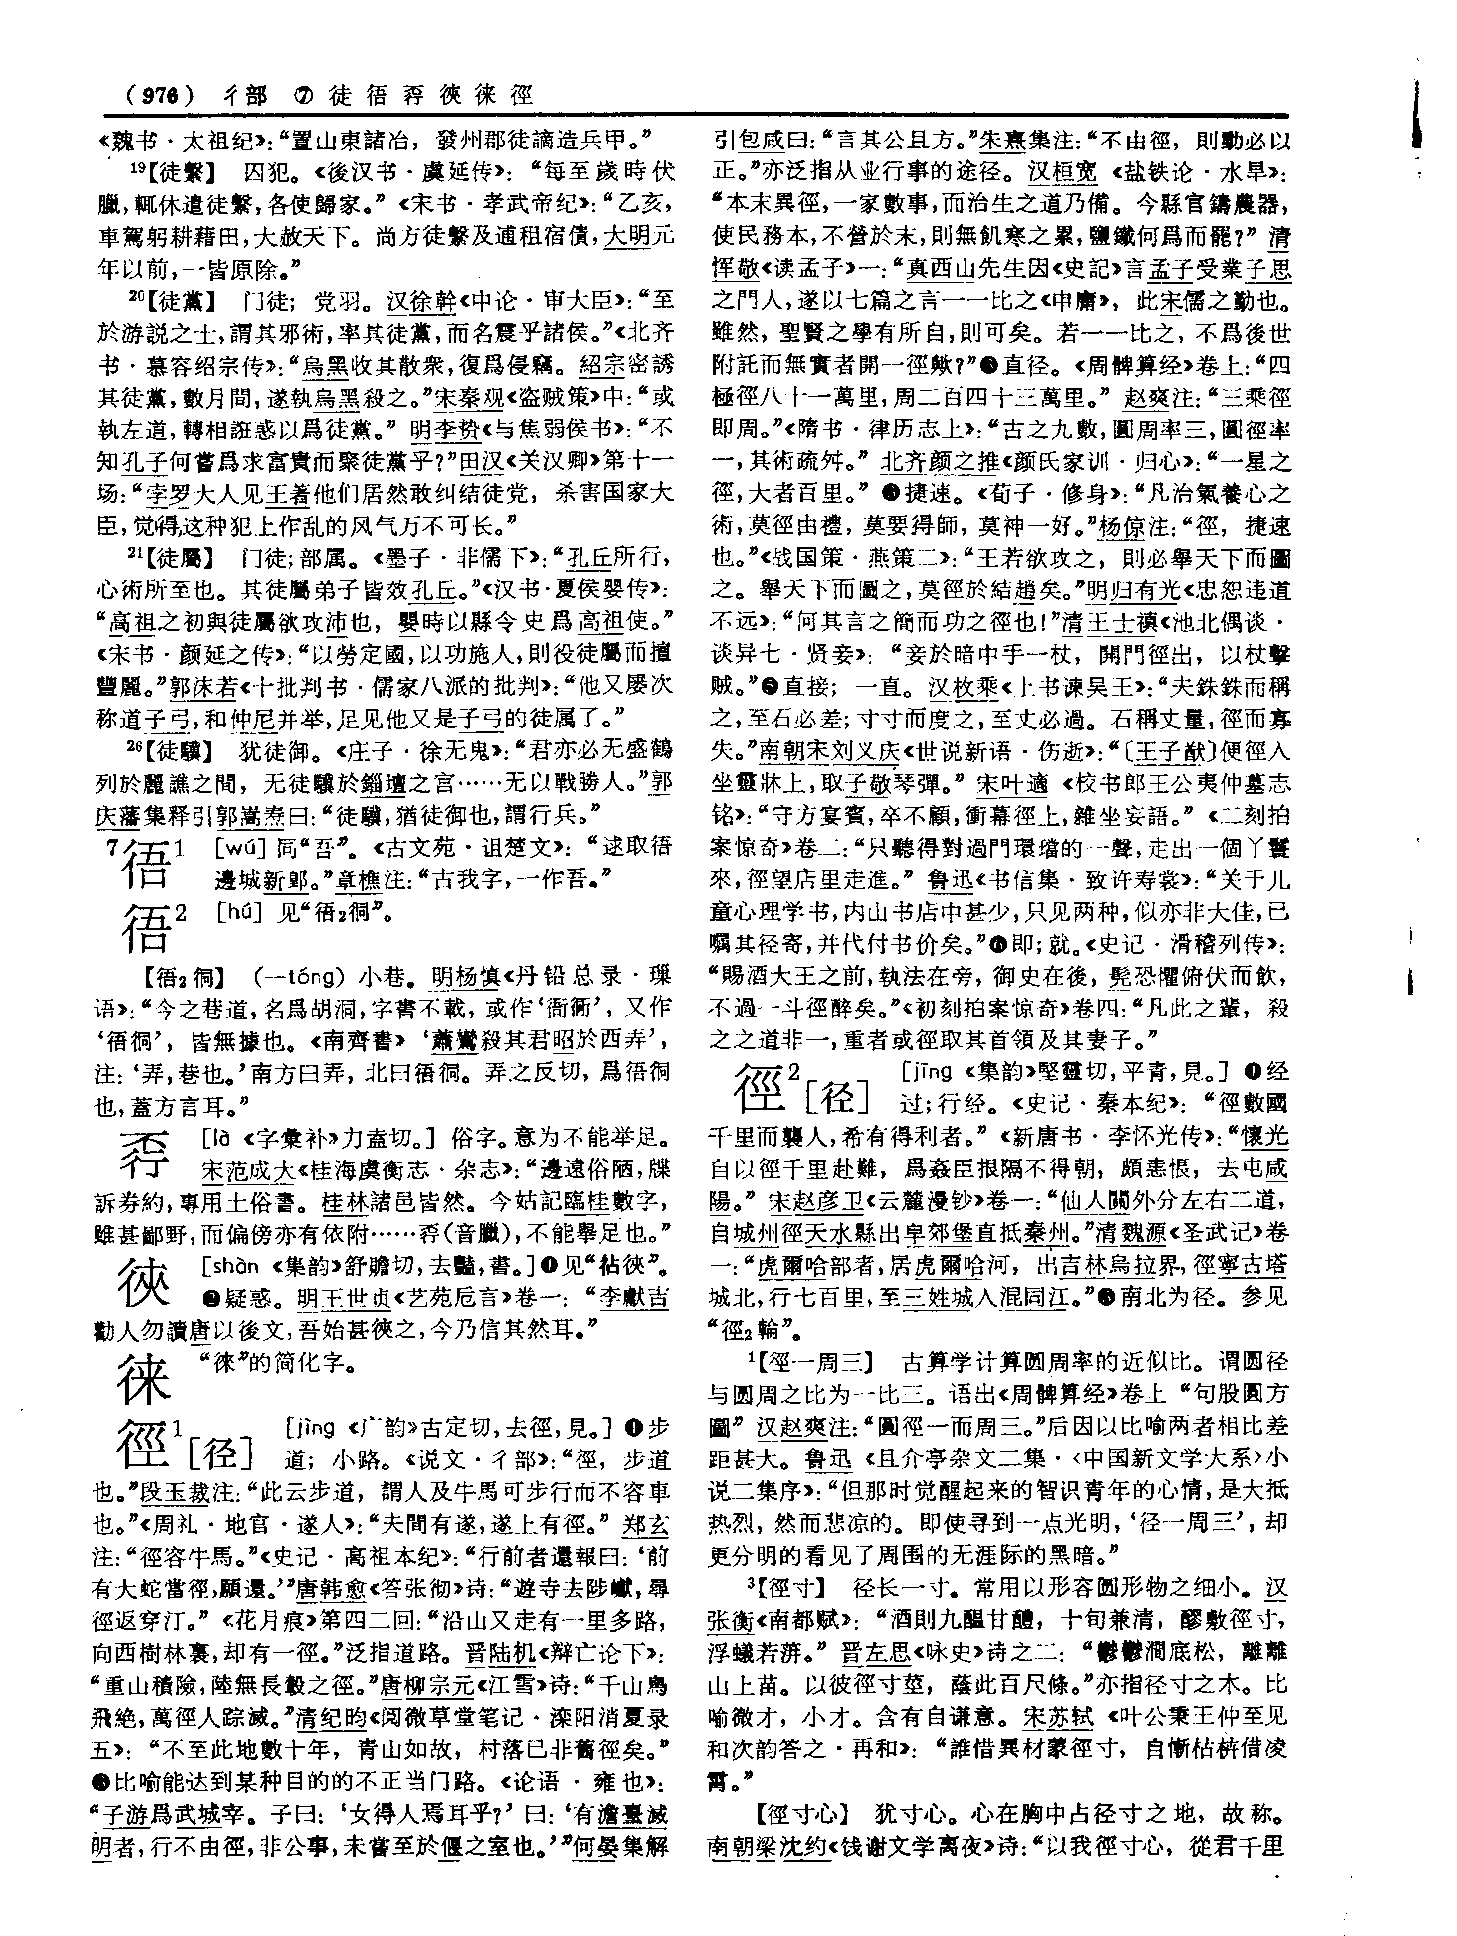 （976） 彳部 ⑦ 徒 㣼 孬 㣣 徕 徑
《魏书·太祖纪》：“置山東諸冶，發州郡徒謫造兵甲。”
19【徒繫】 囚犯。《後汉书·虞延传》：“每至歲時伏
臘，輒休遣徒繫，各使歸家。”《宋书·孝武帝纪》：“乙亥，
車駕躬耕藉田，大赦天下。尚方徒繫及逋租宿債，大明元
年以前，一皆原除。”
20【徒黨】 门徒；党羽。汉徐幹《中论·审大臣》：“至
於游説之士，謂其邪術，率其徒黨，而名震乎諸侯。”《北齐
书·慕容绍宗传》：“烏黑收其散衆，復爲侵竊。紹宗密誘
其徒黨，數月間，遂執烏黑殺之。”宋秦观《盗贼策》中：“或
執左道，轉相誑惑以爲徒黨。” 明李贽《与焦弱侯书》：“不
知孔子何嘗爲求富貴而聚徒黨乎？”田汉《关汉卿》第十一
场：“孛罗大人见王著他们居然敢纠结徒党，杀害国家大
臣，觉得这种犯上作乱的风气万不可长。”
21【徒屬】 门徒；部属。《墨子·非儒下》：“孔丘所行，
心術所至也。其徒屬弟子皆效孔丘。”《汉书·夏侯婴传》：
“高祖之初與徒屬欲攻沛也，嬰時以縣令史爲高祖使。”
《宋书·颜延之传》：“以勞定國，以功施人，則役徒屬而擅
豐麗。”郭沫若《十批判书·儒家八派的批判》：“他又屡次
称道子弓，和仲尼并举，足见他又是子弓的徒属了。”
26【徒驥】 犹徒御。《庄子·徐无鬼》：“君亦必无盛鶴
列於麗譙之間，无徒驥於錙壇之宫……无以戰勝人。”郭
庆藩集释引郭嵩焘曰：“徒驥，猶徒御也，謂行兵。”
7 㣼1 [wú] 同“吾”。《古文苑·诅楚文》：“逑取㣼
邊城新郢。”章樵注：“古我字，一作吾。”
㣼2 [hú] 见“㣼2徊”。
【㣼2 徊】 （一tóng）小巷。明杨慎《丹铅总录·璅
语》：“今之巷道，名爲胡洞，字書不載，或作‘衙衕’，又作
‘㣼徊’，皆無據也。《南齊書》‘蕭鸞殺其君昭於西弄’，
注：‘弄，巷也。’南方曰弄，北曰㣼徊。弄之反切，爲㣼徊
也，蓋方言耳。”
[là 《字彙补》力盍切。] 俗字。意为不能举足。
宋范成大《桂海虞衡志·杂志》：“邊遠俗陋，牒
訴券約，專用土俗書。桂林諸邑皆然。今姑記臨桂數字，
雖甚鄙野，而偏傍亦有依附……（音臘），不能舉足也。”
㣣 [shàn 《集韵》舒贍切，去豔，書。]❶见“㣶㣣”。
❷疑惑。明王世贞《艺苑卮言》卷一：“李獻吉
勸人勿讀唐以後文，吾始甚㣣之，今乃信其然耳。”
徕 “徠”的简化字。
徑1［径］ [jìng 《广韵》古定切，去徑，見。] ❶步
道；小路。《说文·彳部》：“徑，步道
也。”段玉裁注：“此云步道，謂人及牛馬可步行而不容車
也。”《周礼·地官·遂人》：“夫間有遂，遂上有徑。” 郑玄
注：“徑容牛馬。”《史记·高祖本纪》：“行前者還報曰：‘前
有大蛇當徑，願還。’”唐韩愈《答张彻》诗：“遊寺去陟巘，尋
徑返穿汀。”《花月痕》第四二回：“沿山又走有一里多路，
向西樹林裏，却有一徑。”泛指道路。晋陆机《辩亡论下》：
“重山積險，陸無長轂之徑。”唐柳宗元《江雪》诗：“千山鳥
飛絶，萬徑人踪滅。”清纪昀《阅微草堂笔记·滦阳消夏录
五》：“不至此地數十年，青山如故，村落已非舊徑矣。”
❷比喻能达到某种目的的不正当门路。《论语·雍也》：
“子游爲武城宰。子曰：‘女得人焉耳乎？’曰：‘有澹臺滅
明者，行不由徑，非公事，未嘗至於偃之室也。’”何晏集解
引包咸曰：“言其公且方。”朱熹集注：“不由徑，則動必以
正。”亦泛指从业行事的途径。汉桓宽《盐铁论·水旱》：
“本末異徑，一家數事，而治生之道乃備。今縣官鑄農器，
使民務本，不營於末，則無飢寒之累，鹽鐵何爲而罷？” 清
恽敬《读孟子》一：“真西山先生因《史記》言孟子受業子思
之門人，遂以七篇之言一一比之《中庸》，此宋儒之勤也。
雖然，聖賢之學有所自，則可矣。若一一比之，不爲後世
附託而無實者開一徑歟？”❸直径。《周髀算经》卷上：“四
極徑八十一萬里，周二百四十三萬里。” 赵爽注：“三乘徑
即周。”《隋书·律历志上》：“古之九數，圓周率三，圓徑率
一，其術疏舛。” 北齐颜之推《颜氏家训·归心》：“一星之
徑，大者百里。” ❹捷速。《荀子·修身》：“凡治氣養心之
術，莫徑由禮，莫要得師，莫神一好。”杨倞注：“徑，捷速
也。”《战国策·燕策二》：“王若欲攻之，則必舉天下而圖
之。舉天下而圖之，莫徑於結趙矣。”明归有光《忠恕违道
不远》：“何其言之簡而功之徑也！”清王士禛《池北偶谈·
谈异七·贤妾》：“妾於暗中手一杖，開門徑出，以杖擊
賊。”❺直接；一直。汉枚乘《上书谏吴王》：“夫銖銖而稱
之，至石必差；寸寸而度之，至丈必過。石稱丈量，徑而寡
失。”南朝宋刘义庆《世说新语·伤逝》：“〔王子猷〕便徑入
坐靈牀上，取子敬琴彈。” 宋叶適《校书郎王公夷仲墓志
铭》：“守方宴賓，卒不顧，衝幕徑上，雜坐妄語。”《二刻拍
案惊奇》卷二：“只聽得對過門環璫的一聲，走出一個丫鬟
來，徑望店里走進。” 鲁迅《书信集·致许寿裳》：“关于儿
童心理学书，内山书店中甚少，只见两种，似亦非大佳，已
嘱其径寄，并代付书价矣。”❻即；就。《史记·滑稽列传》：
“賜酒大王之前，執法在旁，御史在後，髡恐懼俯伏而飲，
不過一斗徑醉矣。”《初刻拍案惊奇》卷四：“凡此之輩，殺
之之道非一，重者或徑取其首領及其妻子。”
徑2［径］ [jīng 《集韵》堅靈切，平青，見。] ❶经
过；行经。《史记·秦本纪》：“徑數國
千里而襲人，希有得利者。”《新唐书·李怀光传》：“懷光
自以徑千里赴難，爲姦臣抯隔不得朝，頗恚恨，去屯咸
陽。” 宋赵彦卫《云麓漫钞》卷一：“仙人關外分左右二道，
自城州徑天水縣出皁郊堡直抵秦州。”清魏源《圣武记》卷
一：“虎爾哈部者，居虎爾哈河，出吉林烏拉界，徑寧古塔
城北，行七百里，至三姓城入混同江。”❷南北为径。参见
“徑2輪”。
1【徑一周三】 古算学计算圆周率的近似比。谓圆径
与圆周之比为一比三。语出《周髀算经》卷上“句股圓方
圖” 汉赵爽注：“圓徑一而周三。”后因以比喻两者相比差
距甚大。鲁迅《且介亭杂文二集·〈中国新文学大系〉小
说二集序》：“但那时觉醒起来的智识青年的心情，是大抵
热烈，然而悲凉的。即使寻到一点光明，‘径一周三’，却
更分明的看见了周围的无涯际的黑暗。”
3【徑寸】 径长一寸。常用以形容圆形物之细小。汉
张衡《南都赋》：“酒則九醖甘醴，十旬兼清，醪敷徑寸，
浮蟻若蓱。” 晋左思《咏史》诗之二：“鬱鬱澗底松，離離
山上苗。以彼徑寸莖，蔭此百尺條。”亦指径寸之木。比
喻微才，小才。含有自谦意。宋苏轼《叶公秉王仲至见
和次韵答之·再和》：“誰借異材蒙徑寸，自慚枯枿借凌
霄。”
【徑寸心】 犹寸心。心在胸中占径寸之地，故称。
南朝梁沈约《饯谢文学离夜》诗：“以我徑寸心，從君千里